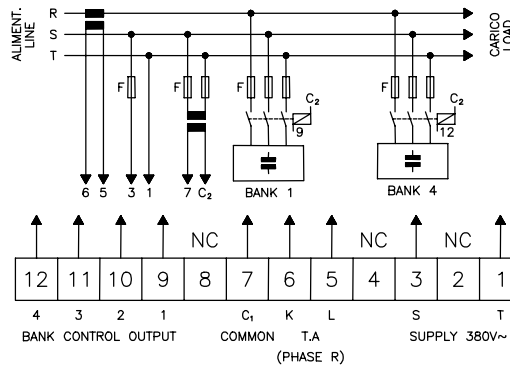 ALIMENT. LINE
R
S
T
CARICO LOAD
F F F F
C2
9
C2
12
6 5 3 1 7 C2 BANK 1 BANK 4
NC NC NC
12 11 10 9 8 7 6 5 4 3 2 1
4 3 2 1 C1 K L S T
BANK CONTROL OUTPUT COMMON T.A SUPPLY 380V~
(PHASE R)